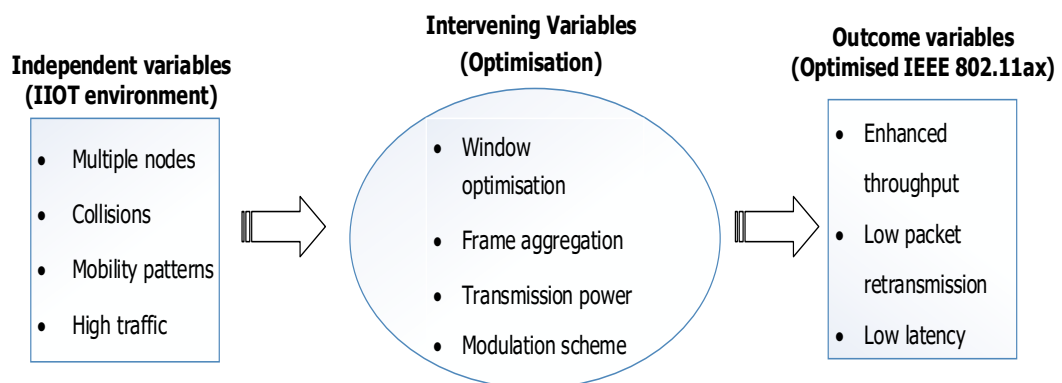 Independent variables
(IIOT environment)
• Multiple nodes
• Collisions
• Mobility patterns
• High traffic
Intervening Variables
(Optimisation)
• Window
optimisation
• Frame aggregation
• Transmission power
• Modulation scheme
Outcome variables
(Optimised IEEE 802.11ax)
• Enhanced
throughput
• Low packet
retransmission
• Low latency